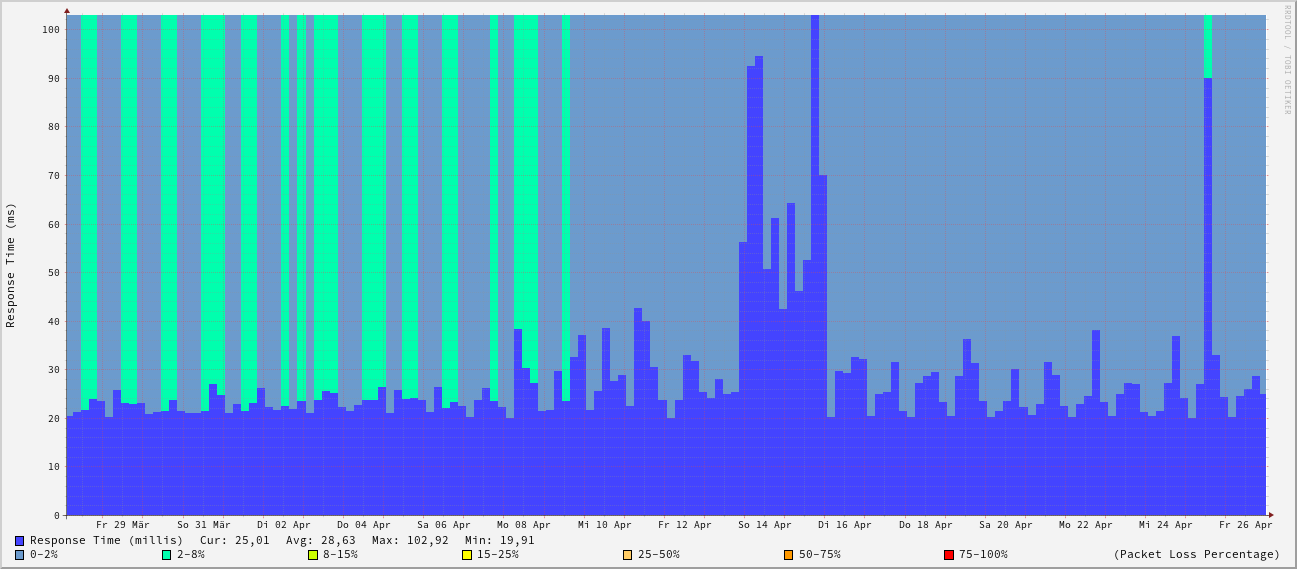 RRDTOOL / TOBI OETIKER
Response Time (ms)
100
90
80
70
60
50
40
30
20
10
0
Fr 29 Mär So 31 Mär Di 02 Apr Do 04 Apr Sa 06 Apr Mo 08 Apr Mi 10 Apr Fr 12 Apr So 14 Apr Di 16 Apr Do 18 Apr Sa 20 Apr Mo 22 Apr Mi 24 Apr Fr 26 Apr
Response Time (millis) Cur: 25,01 Avg: 28,63 Max: 102,92 Min: 19,91
0-2% 2-8% 8-15% 15-25% 25-50% 50-75% 75-100% (Packet Loss Percentage)